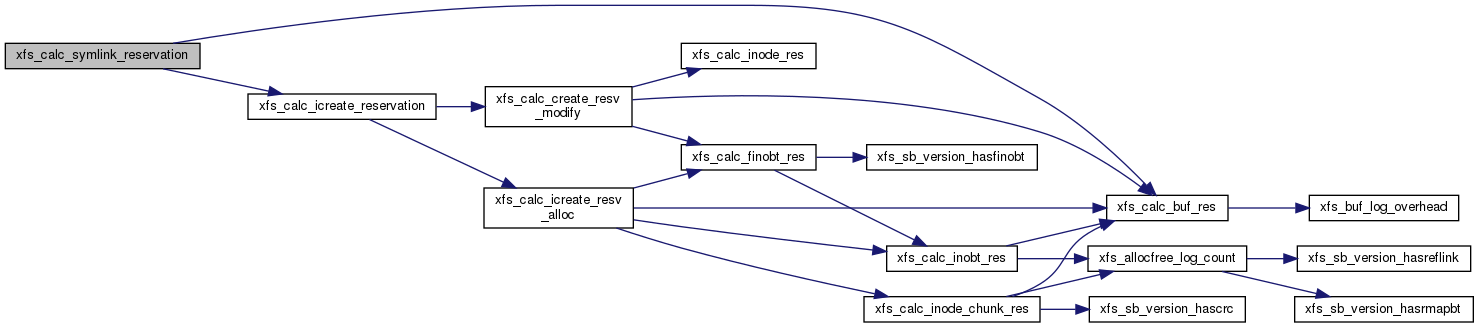 xfs_calc_symlink_reservation
xfs_calc_icreate_reservation
xfs_calc_create_resv
_modify
xfs_calc_inode_res
xfs_calc_finobt_res
xfs_sb_version_hasfinobt
xfs_calc_icreate_resv
_alloc
xfs_calc_buf_res
xfs_buf_log_overhead
xfs_calc_inobt_res
xfs_allocfree_log_count
xfs_sb_version_hasreflink
xfs_calc_inode_chunk_res
xfs_sb_version_hascrc
xfs_sb_version_hasrmapbt